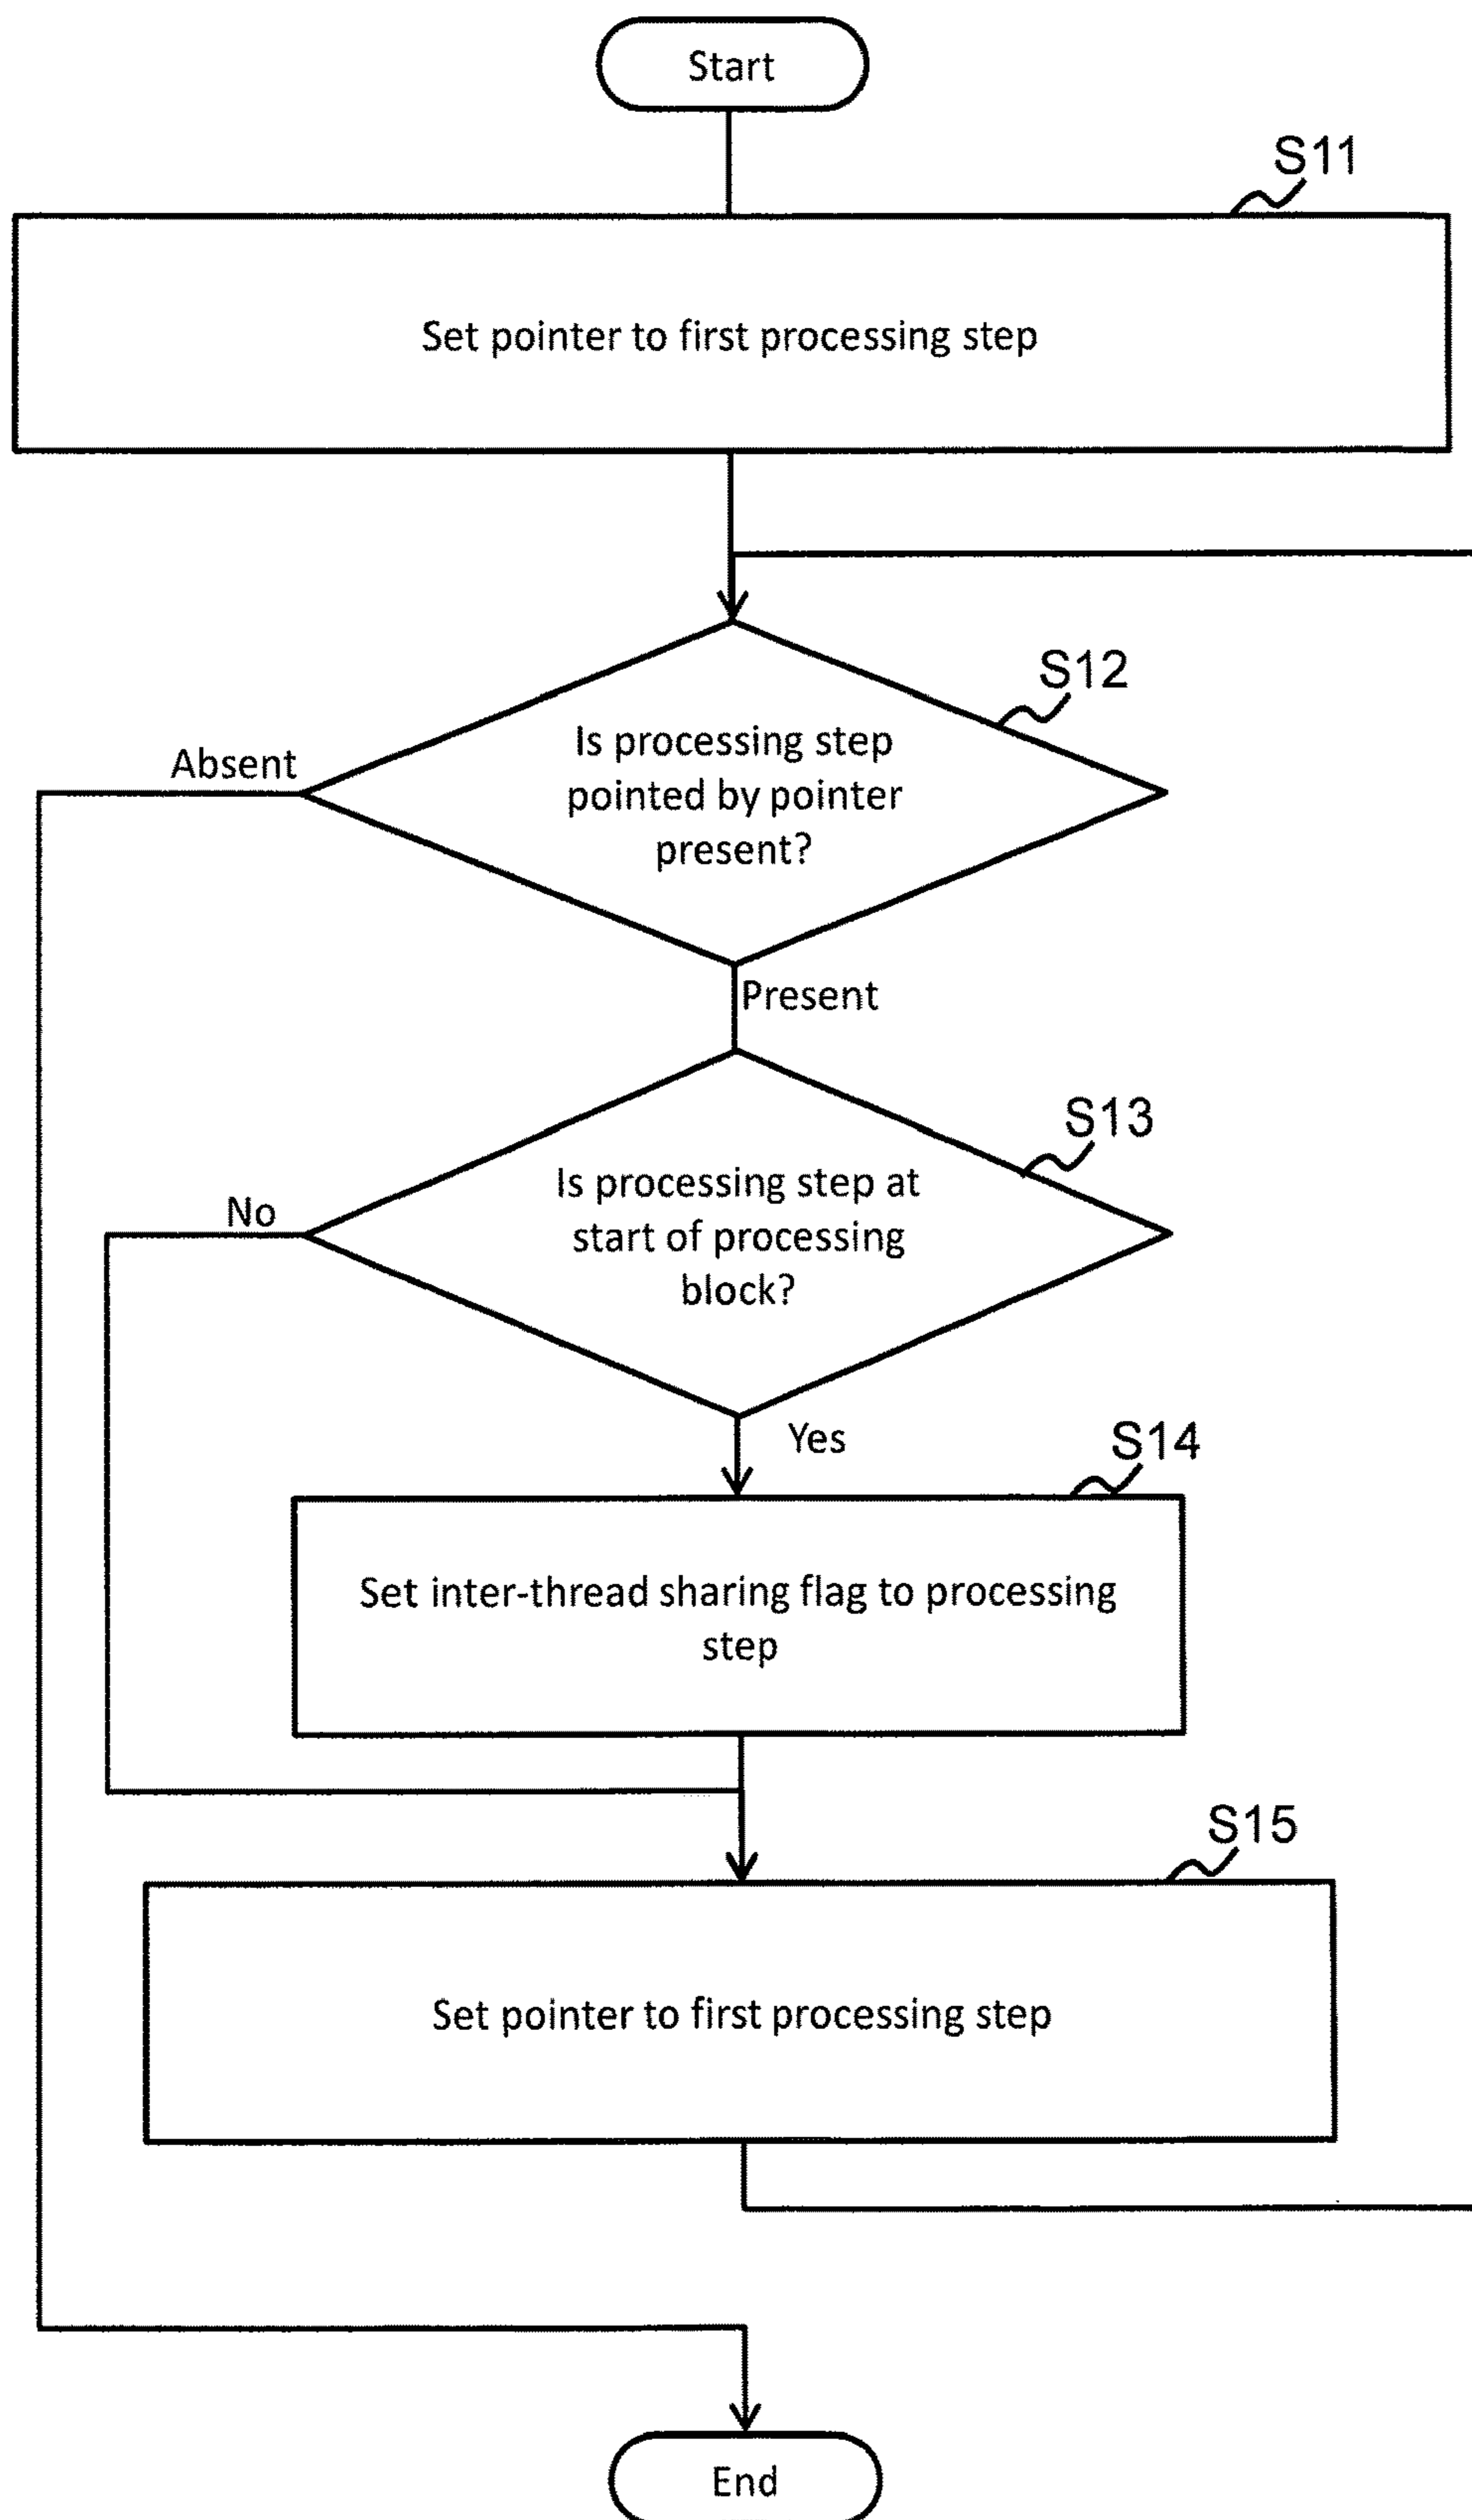 Start
S11
Set pointer to first processing step
S12
Is processing step
pointed by pointer
present?
Absent
Present
S13
Is processing step at
start of processing
block?
No
Yes
S14
Set inter-thread sharing flag to processing
step
S15
Set pointer to first processing step
End